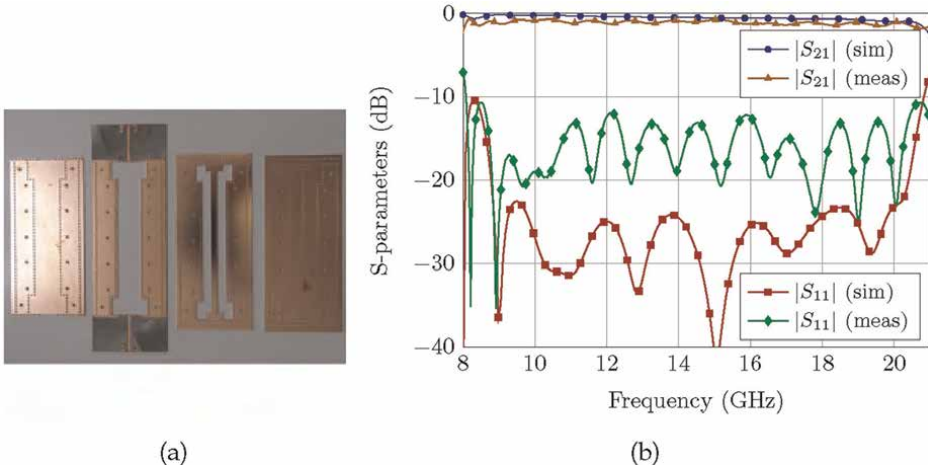 0
−10
−20
−30
−40
S-parameters (dB)
|S21| (sim)
|S21| (meas)
|S11| (sim)
|S11| (meas)
8 10 12 14 16 18 20
Frequency (GHz)
(a) (b)